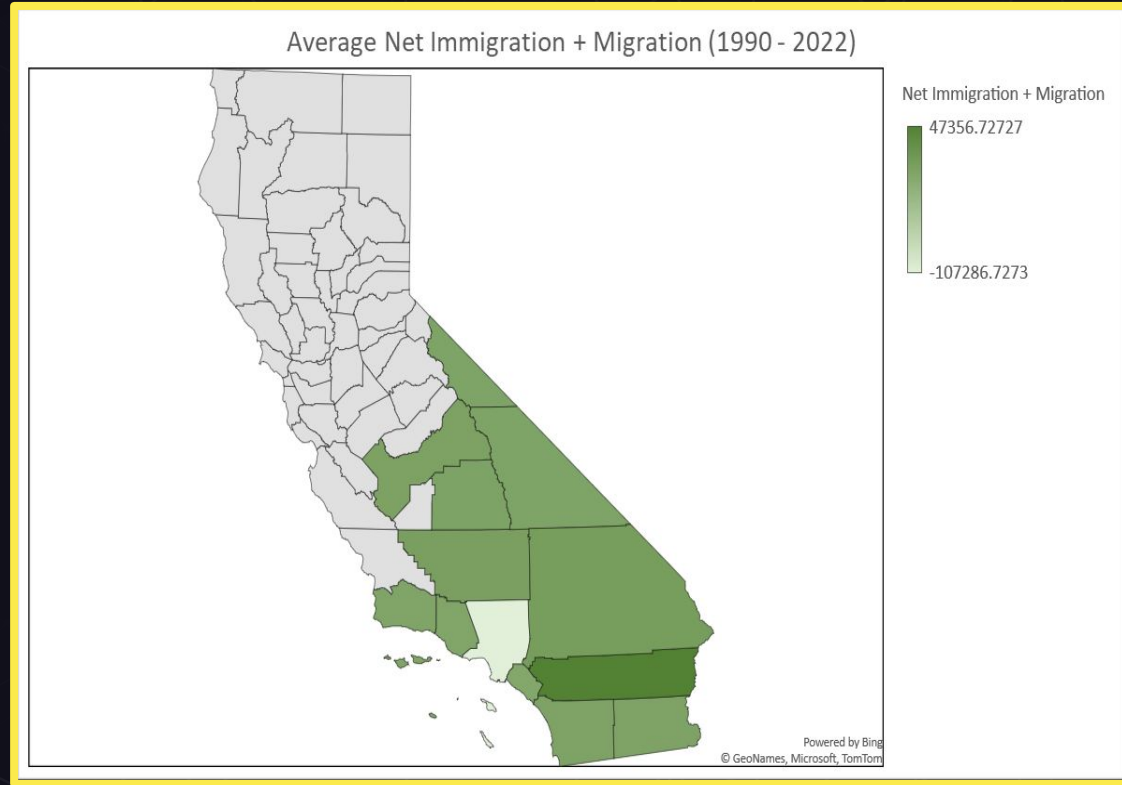 Average Net Immigration + Migration (1990 - 2022)
Net Immigration + Migration
47356.72727
-107286.7273
Powered by Bing
© GeoNames, Microsoft, TomTom